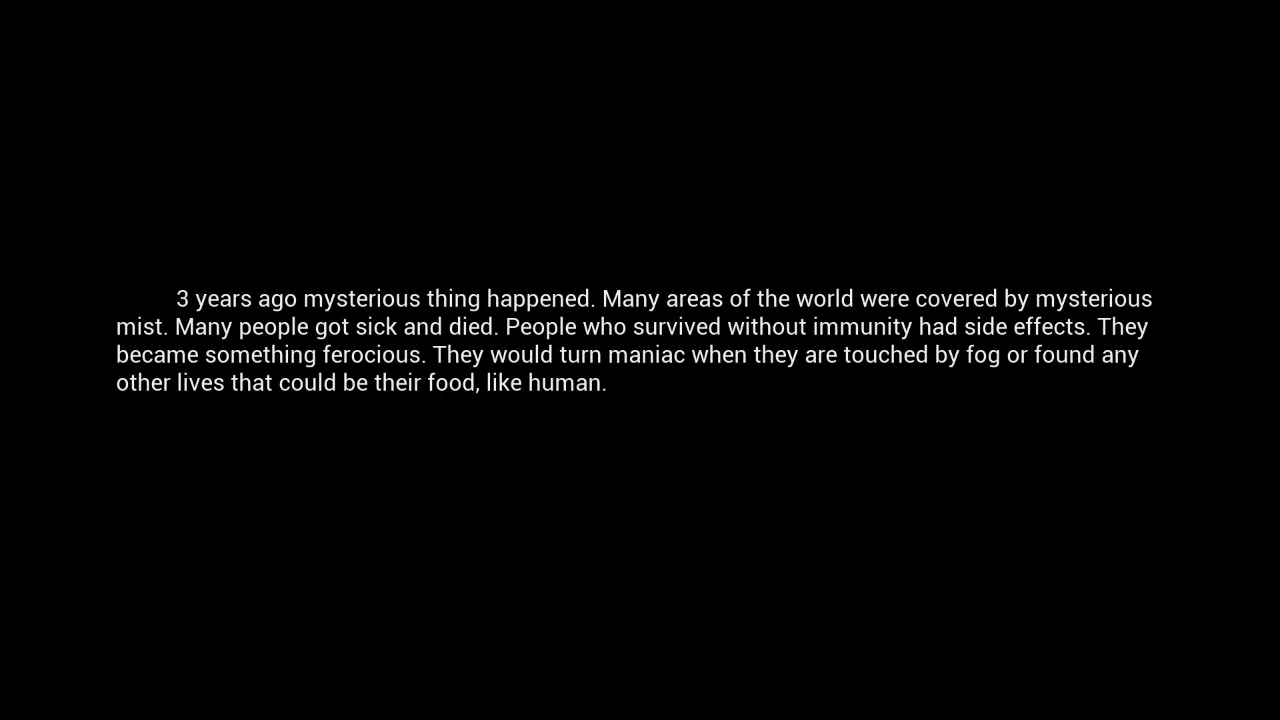 3 years ago mysterious thing happened. Many areas of the world were covered by mysterious
mist. Many people got sick and died. People who survived without immunity had side effects. They
became something ferocious. They would turn maniac when they are touched by fog or found any
other lives that could be their food, like human.